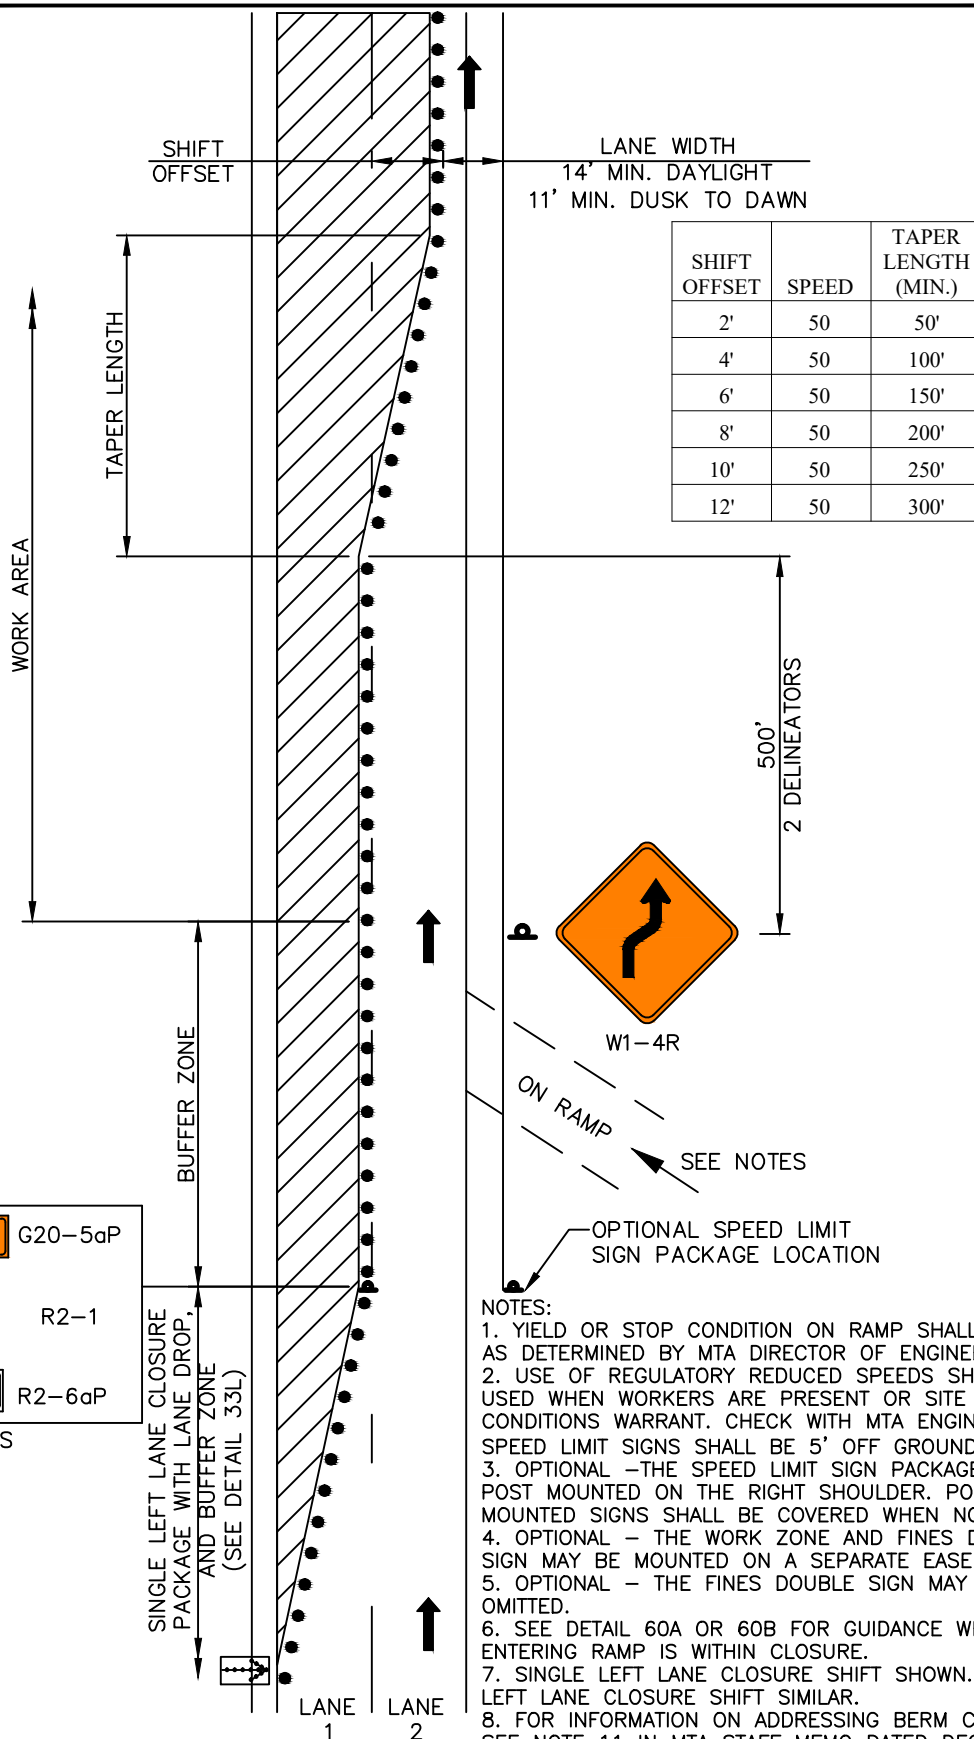 SHIFT
OFFSET
LANE WIDTH
14' MIN. DAYLIGHT
11' MIN. DUSK TO DAWN
SHIFT OFFSET SPEED TAPER LENGTH (MIN.)
2' 50 50'
4' 50 100'
6' 50 150'
8' 50 200'
10' 50 250'
12' 50 300'
TAPER LENGTH
WORK AREA
500'
2 DELINEATORS
W1-4R
BUFFER ZONE
ON RAMP
SEE NOTES
G20-5aP
R2-1
R2-6aP
S
OPTIONAL SPEED LIMIT
SIGN PACKAGE LOCATION
SINGLE LEFT LANE CLOSURE
PACKAGE WITH LANE DROP,
AND BUFFER ZONE
(SEE DETAIL 33L)
LANE
1
LANE
2
NOTES:
1. YIELD OR STOP CONDITION ON RAMP SHALL
AS DETERMINED BY MTA DIRECTOR OF ENGINE
2. USE OF REGULATORY REDUCED SPEEDS SH
USED WHEN WORKERS ARE PRESENT OR SITE
CONDITIONS WARRANT. CHECK WITH MTA ENGIN
SPEED LIMIT SIGNS SHALL BE 5' OFF GROUND
3. OPTIONAL -THE SPEED LIMIT SIGN PACKAGE
POST MOUNTED ON THE RIGHT SHOULDER. PO
MOUNTED SIGNS SHALL BE COVERED WHEN NO
4. OPTIONAL - THE WORK ZONE AND FINES D
SIGN MAY BE MOUNTED ON A SEPARATE EASE
5. OPTIONAL - THE FINES DOUBLE SIGN MAY
OMITTED.
6. SEE DETAIL 60A OR 60B FOR GUIDANCE W
ENTERING RAMP IS WITHIN CLOSURE.
7. SINGLE LEFT LANE CLOSURE SHIFT SHOWN.
LEFT LANE CLOSURE SHIFT SIMILAR.
8. FOR INFORMATION ON ADDRESSING BERM C
SEE NOTE 11 IN MTA STAFF MEMO DATED DEC